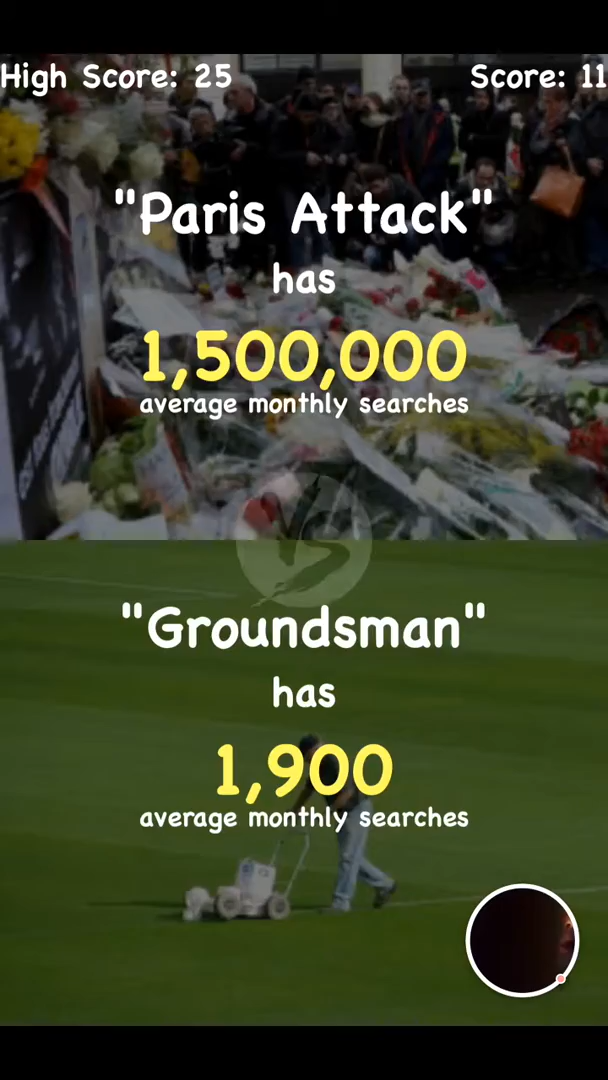 High Score: 25
Score: 11
"Paris Attack"
has
1,500,000
average monthly searches
VS
"Groundsman"
has
1,900
average monthly searches